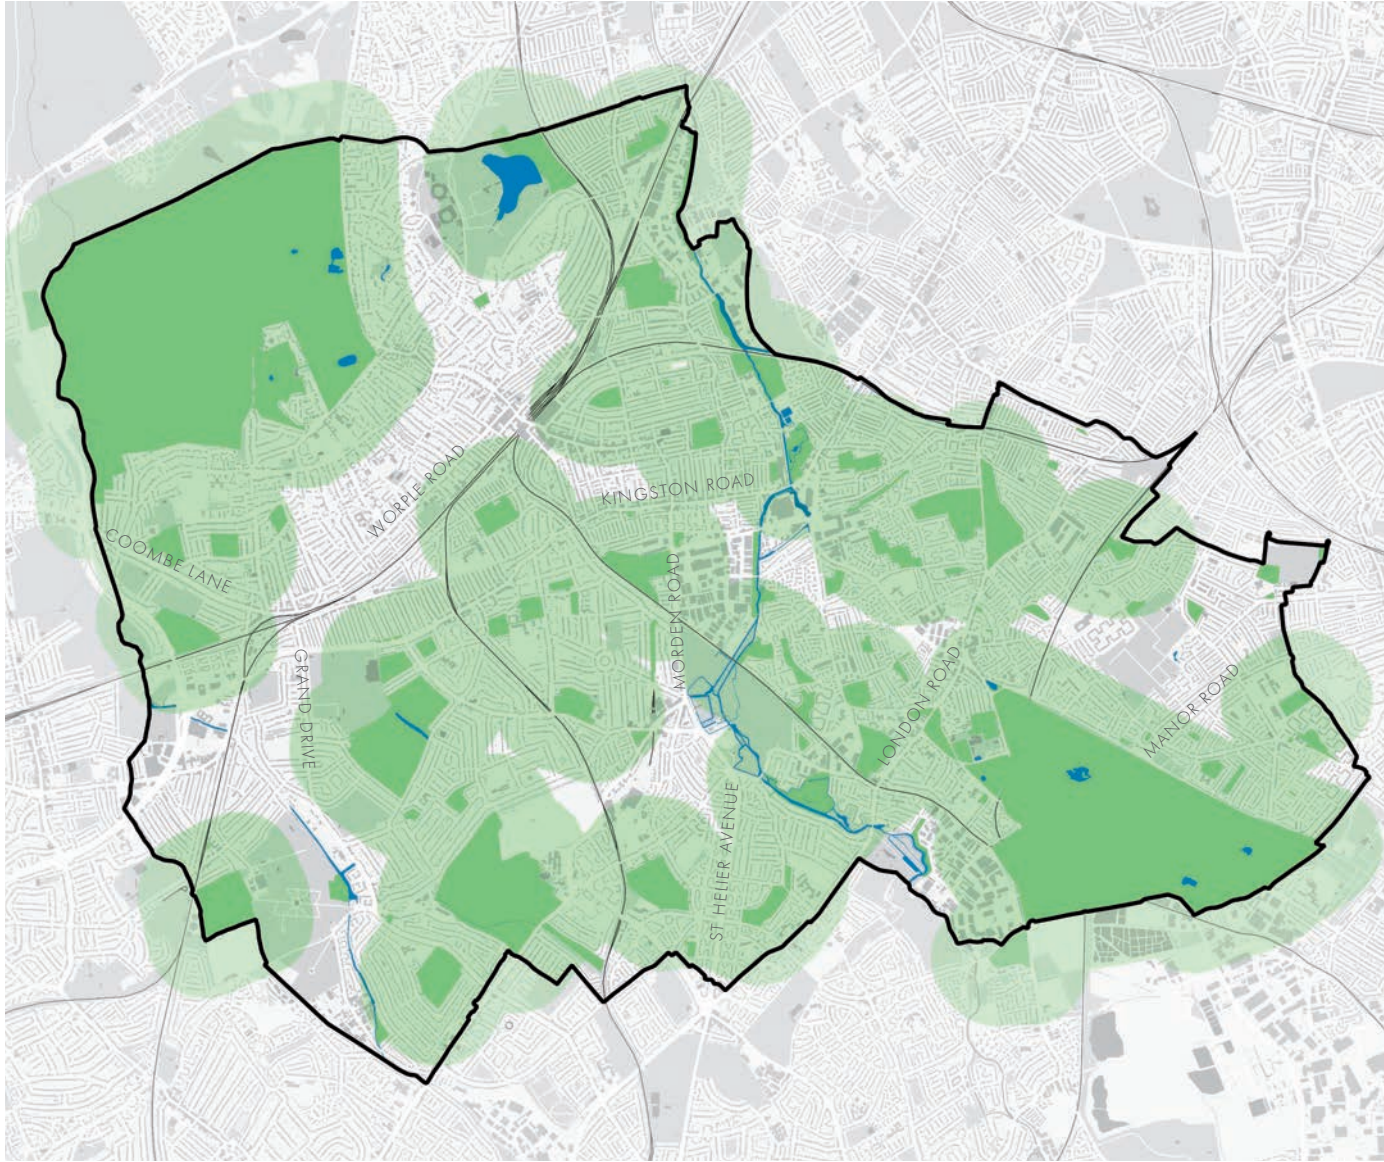 WORPLE ROAD
KINGSTON ROAD
COOMBE LANE
MORDEN ROAD
GRAND DRIVE
LONDON ROAD
MANOR ROAD
ST HELIER AVENUE